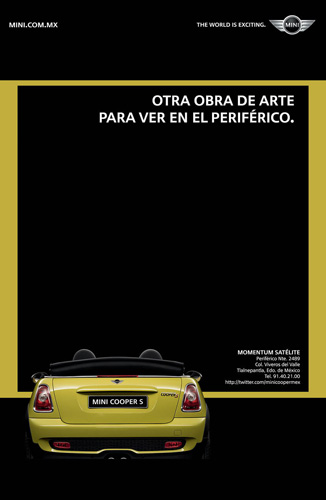 MINI.COM.MX
THE WORLD IS EXCITING.
MINI
OTRA OBRA DE ARTE
PARA VER EN EL PERIFÉRICO.
MOMENTUM SATÉLITE
Periférico Nte. 2489
Col. Viveros del Valle
Tlalnepantla, Edo. de México
Tel. 91.40.21.00
http://twitter.com/minicoopermex
MINI COOPER S
COOPER S